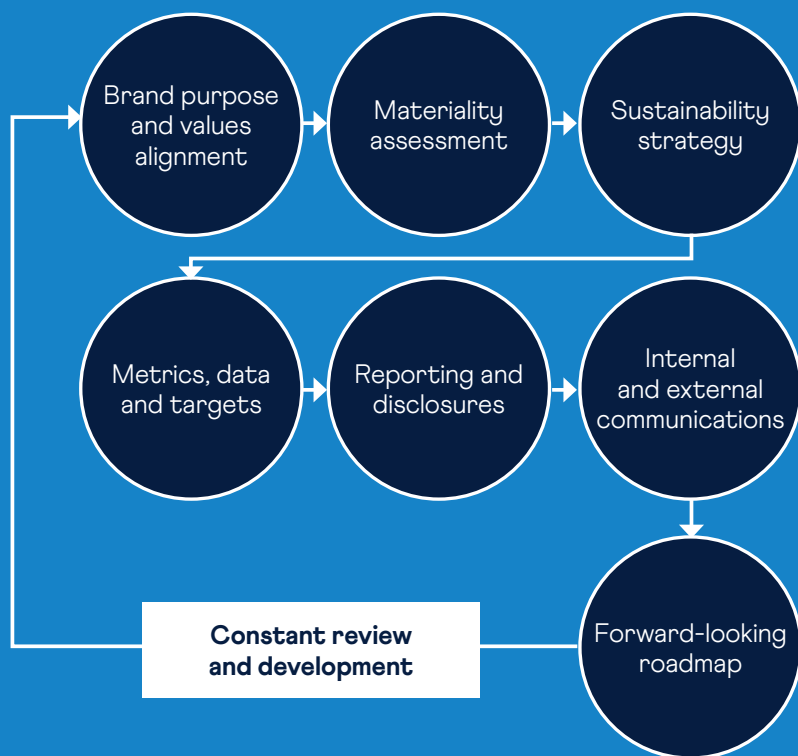 Brand purpose
and values
alignment
Materiality
assessment
Sustainability
strategy
Metrics, data
and targets
Reporting and
disclosures
Internal
and external
communications
Forward-looking
roadmap
Constant review
and development